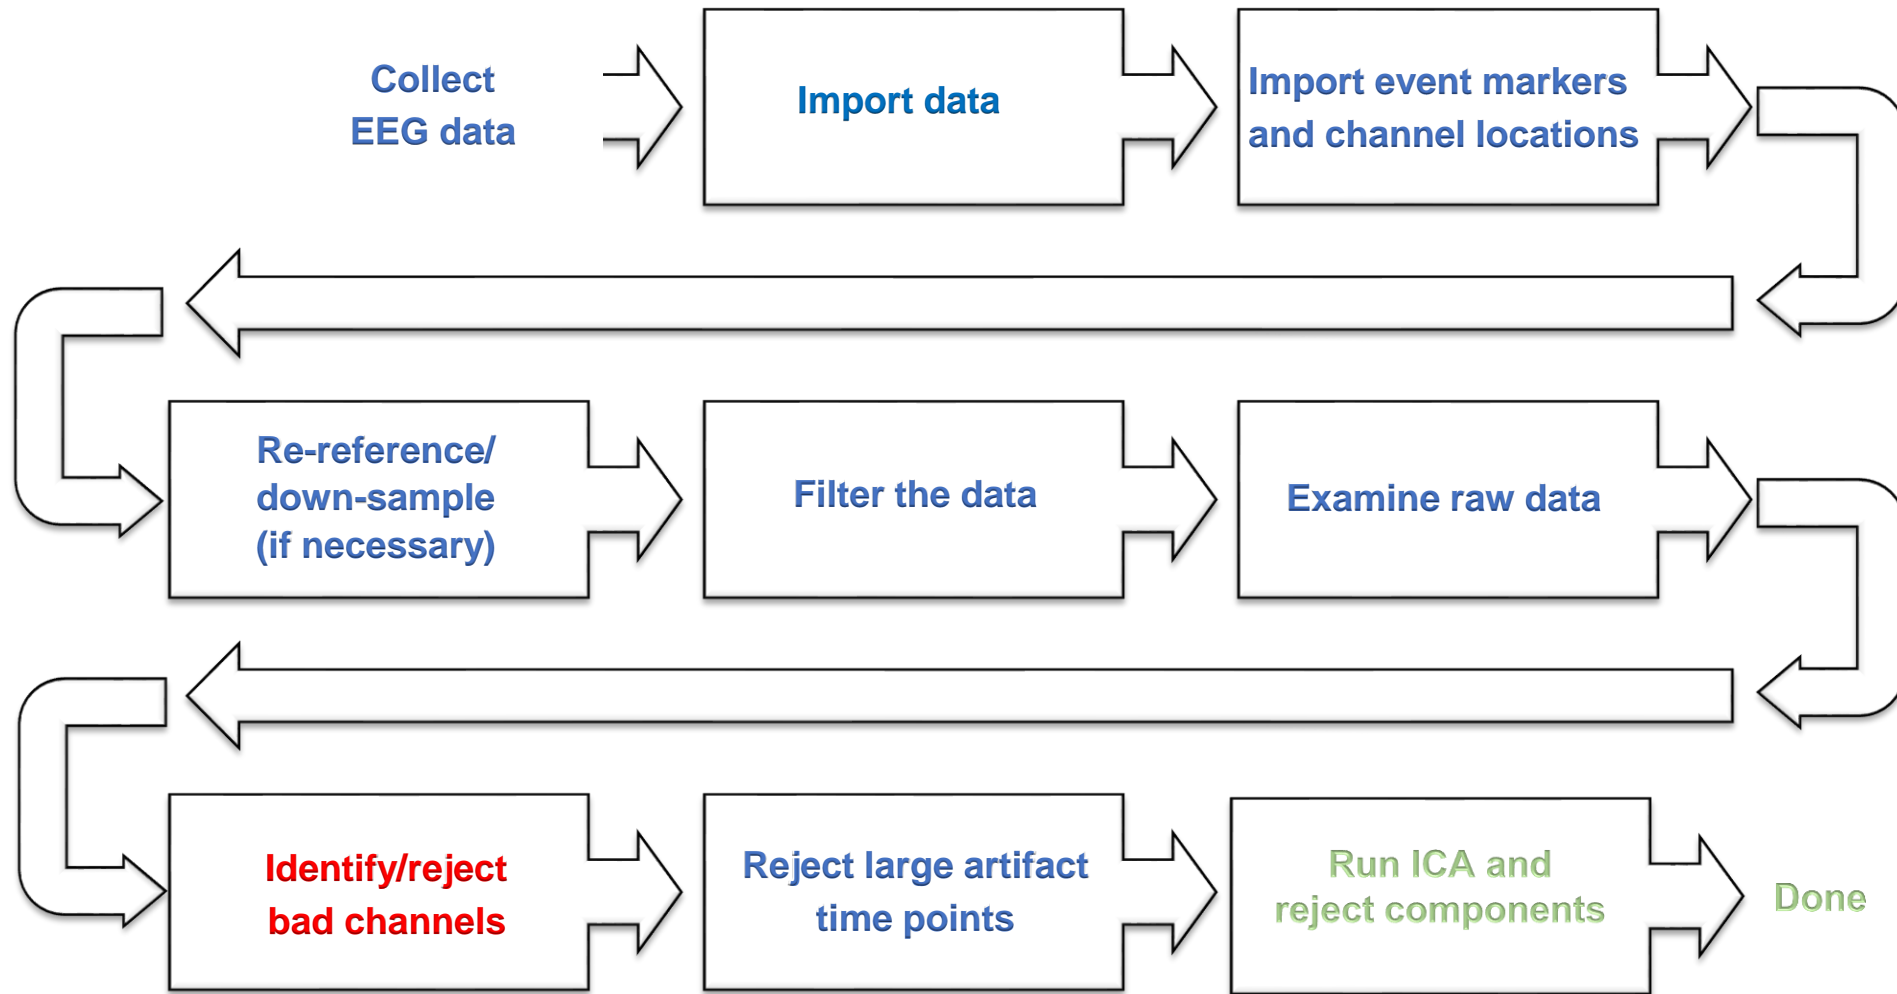 Collect
EEG data
Import data
Import event markers
and channel locations
Re-reference/
down-sample
(if necessary)
Filter the data
Examine raw data
Identify/reject
bad channels
Reject large artifact
time points
Run ICA and
reject components
Done